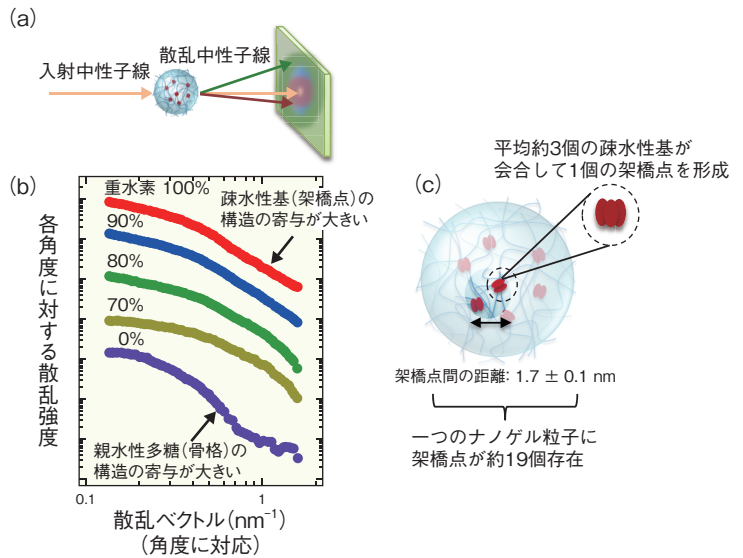 (a)
入射中性子線
散乱中性子線
(b)
各角度に対する散乱強度
重水素 100%
90%
80%
70%
0%
疎水性基(架橋点)の
構造の寄与が大きい
親水性多糖(骨格)の
構造の寄与が大きい
0.1
1
散乱ベクトル(nm⁻¹)
(角度に対応)
(c)
平均約3個の疎水性基が
会合して1個の架橋点を形成
架橋点間の距離: 1.7 ± 0.1 nm
一つのナノゲル粒子に
架橋点が約19個存在